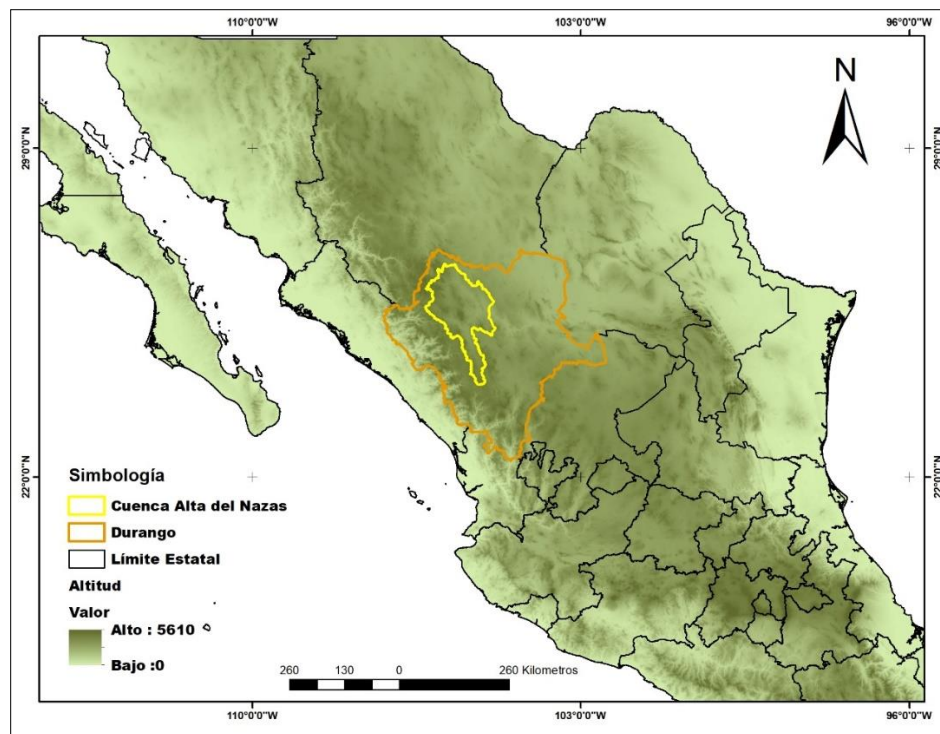 110°0'0"W 103°0'0"W 96°0'0"W
N
29°0'0"N 29°0'0"N
22°0'0"N 22°0'0"N
Simbología
Cuenca Alta del Nazas
Durango
Límite Estatal
Altitud
Valor
Alto : 5610
Bajo :0
260 130 0 260 Kilometros
110°0'0"W 103°0'0"W 96°0'0"W